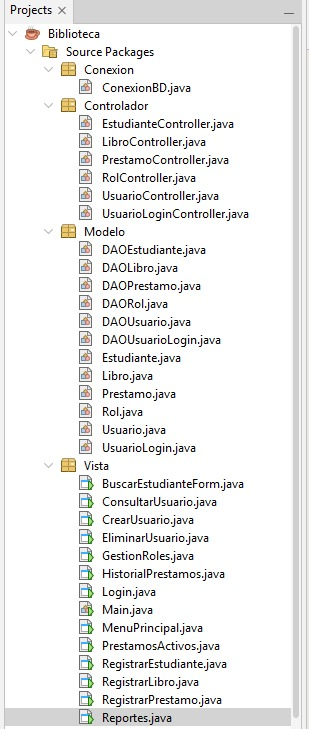 Projects
Biblioteca
Source Packages
Conexion
ConexionBD.java
Controlador
EstudianteController.java
LibroController.java
PrestamoController.java
RolController.java
UsuarioController.java
UsuarioLoginController.java
Modelo
DAOEstudiante.java
DAOLibro.java
DAOPrestamo.java
DAORol.java
DAOUsuario.java
DAOUsuarioLogin.java
Estudiante.java
Libro.java
Prestamo.java
Rol.java
Usuario.java
UsuarioLogin.java
Vista
BuscarEstudianteForm.java
ConsultarUsuario.java
CrearUsuario.java
EliminarUsuario.java
GestionRoles.java
HistorialPrestamos.java
Login.java
Main.java
MenuPrincipal.java
PrestamosActivos.java
RegistrarEstudiante.java
RegistrarLibro.java
RegistrarPrestamo.java
Reportes.java